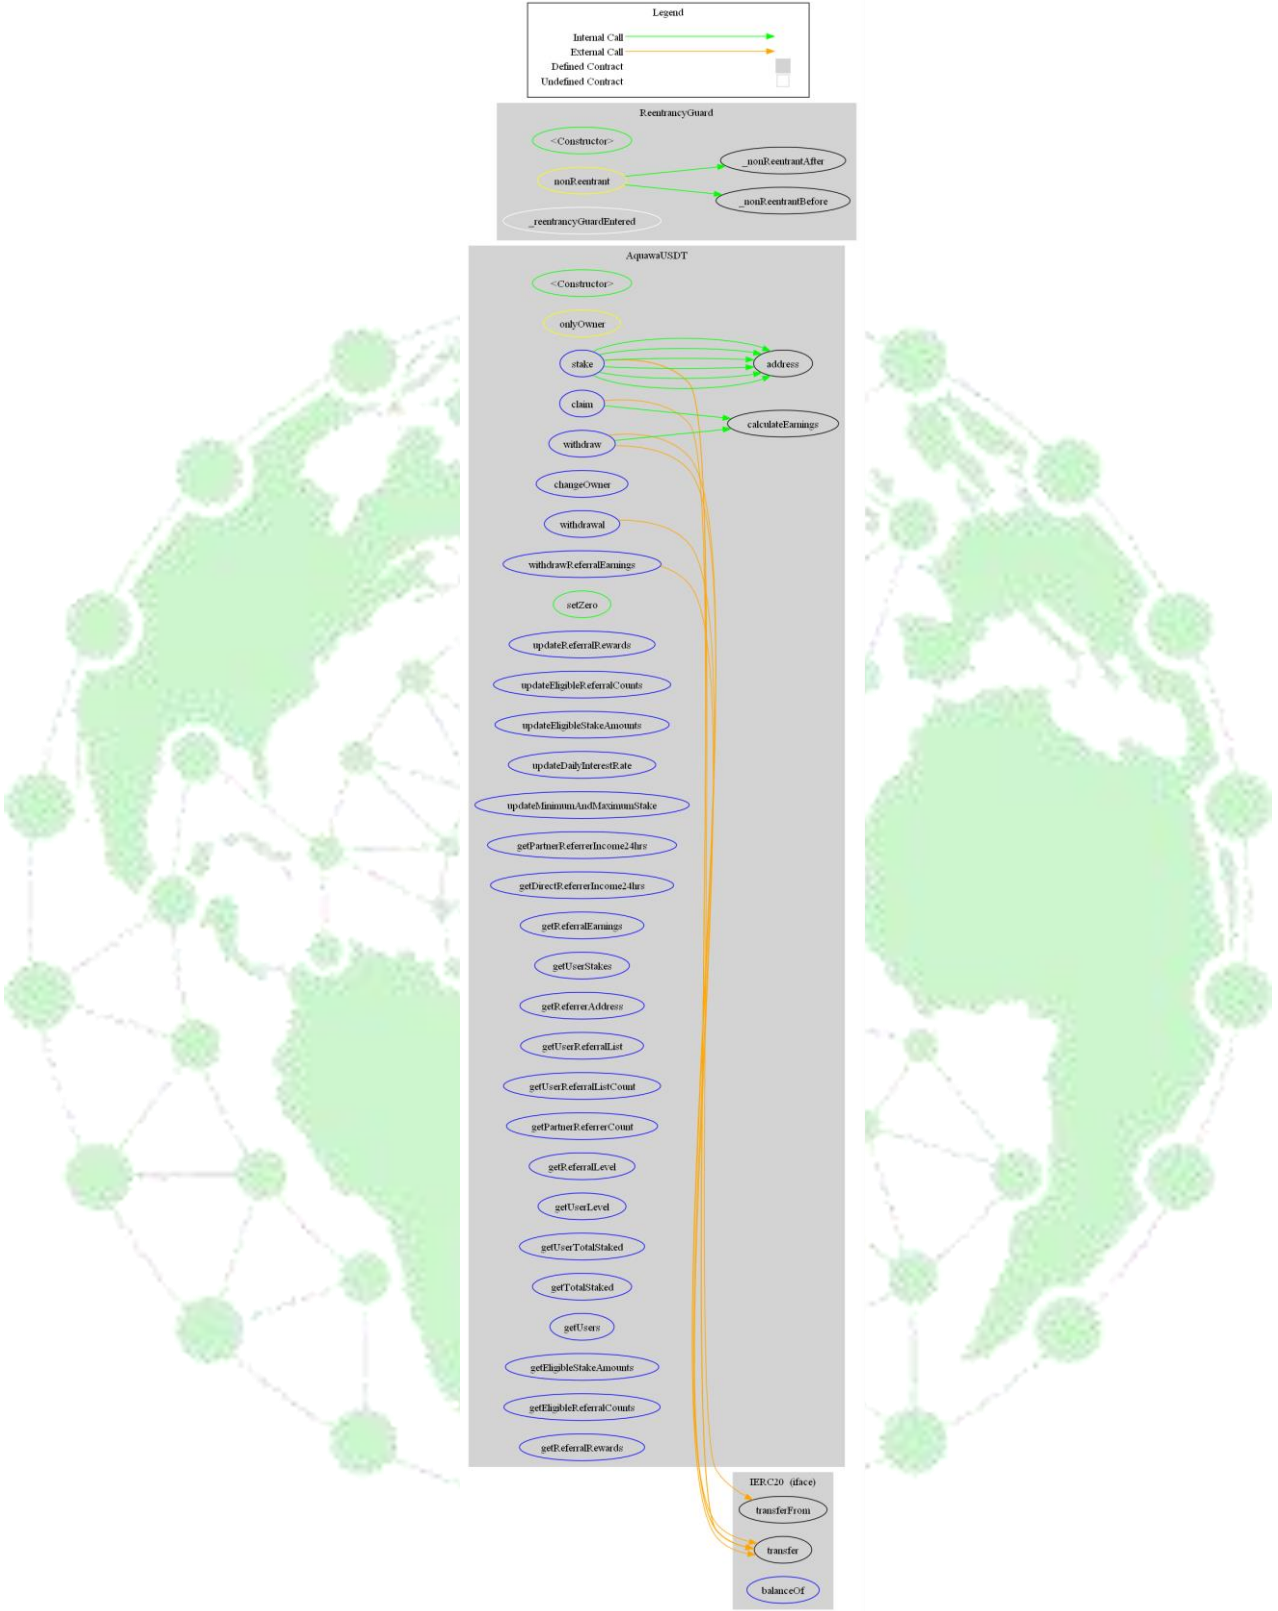 Legend
Internal Call
External Call
Defined Contract
Undefined Contract
ReentrancyGuard
<Constructor>
_nonReentrantAfter
nonReentrant
_nonReentrantBefore
_reentrancyGuardEntered
AquawaUSDT
<Constructor>
onlyOwner
stake
address
claim
calculateEarnings
withdraw
changeOwner
withdrawal
withdrawReferralEarnings
setZero
updateReferralRewards
updateEligibleReferralCounts
updateEligibleStakeAmounts
updateDailyInterestRate
updateMinimumAndMaximumStake
getPartnerReferrerIncome24hrs
getDirectReferrerIncome24hrs
getReferralEarnings
getUserStakes
getReferrerAddress
getUserReferralList
getUserReferralListCount
getPartnerReferrerCount
getReferralLevel
getUserLevel
getUserTotalStaked
getTotalStaked
getUsers
getEligibleStakeAmounts
getEligibleReferralCounts
getReferralRewards
IERC20 (iface)
transferFrom
transfer
balanceOf